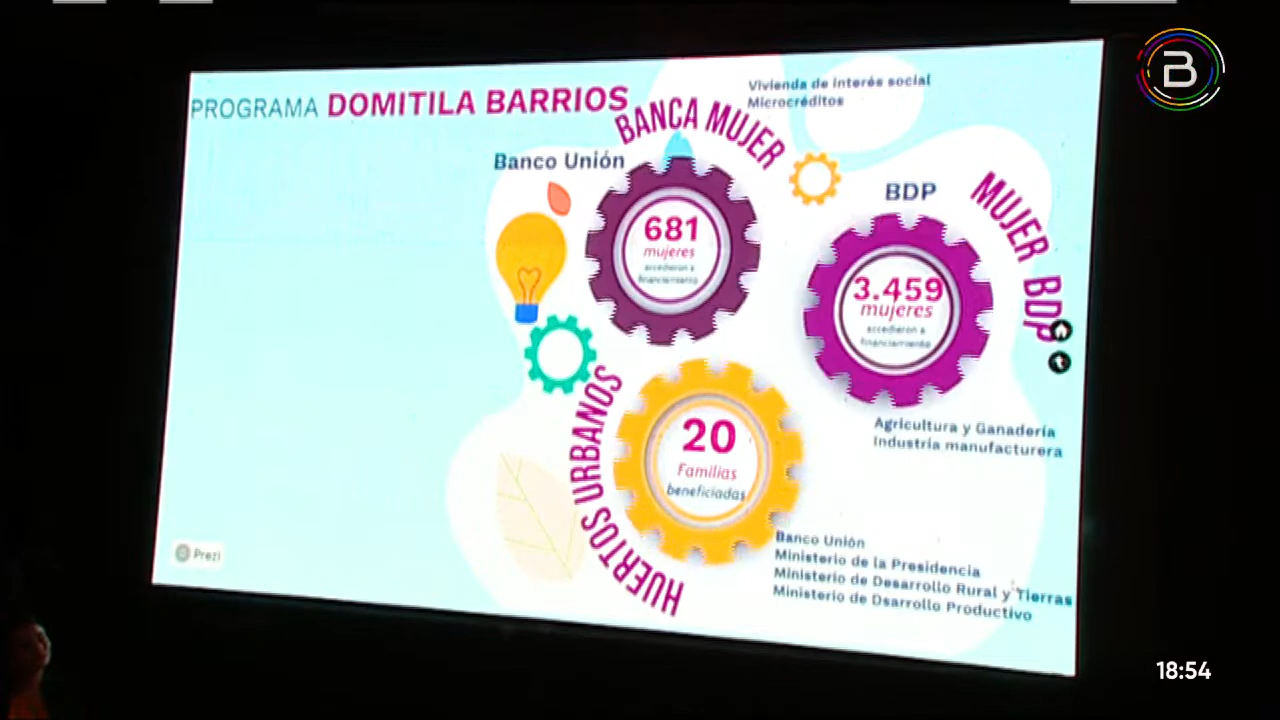 PROGRAMA DOMITILA BARRIOS
Vivienda de interés social
Microcréditos
BANCA MUJER
Banco Unión
681
mujeres
accedieron a
financiamiento
BDP
MUJER BDP
3.459
mujeres
accedieron a
financiamiento
Agricultura y Ganadería
Industria manufacturera
HUERTOS URBANOS
20
Familias
beneficiadas
Banco Unión
Ministerio de la Presidencia
Ministerio de Desarrollo Rural y Tierras
Ministerio de Dsarrollo Productivo
Prezi
B
18:54